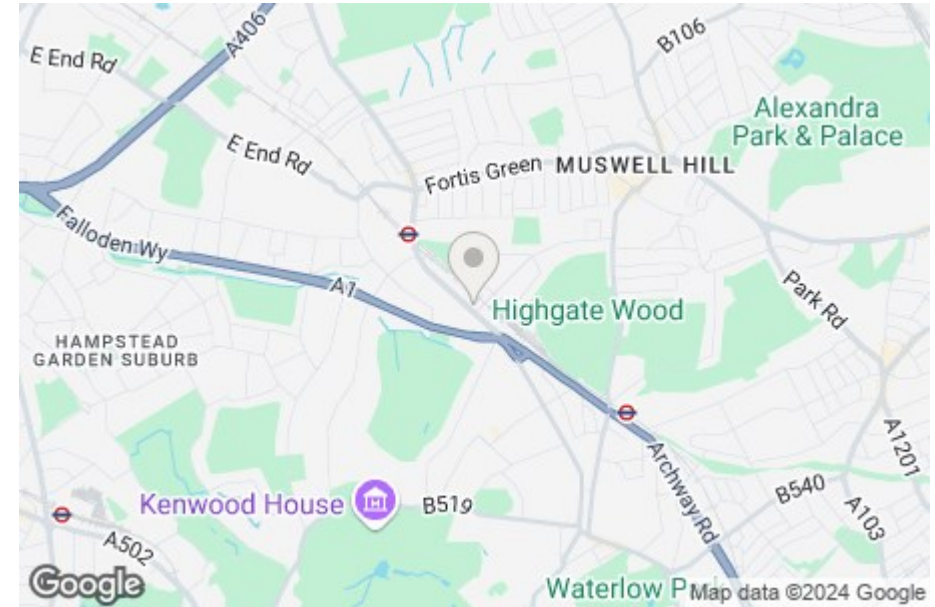 A406
B106
E End Rd
Alexandra
Park & Palace
E End Rd
Fortis Green
MUSWELL HILL
Falloden Wy
A1
Park Rd
Highgate Wood
HAMPSTEAD
GARDEN SUBURB
A1201
Archway Rd
Kenwood House
B519
B540
A103
A502
Google
Waterlow P
Map data ©2024 Google